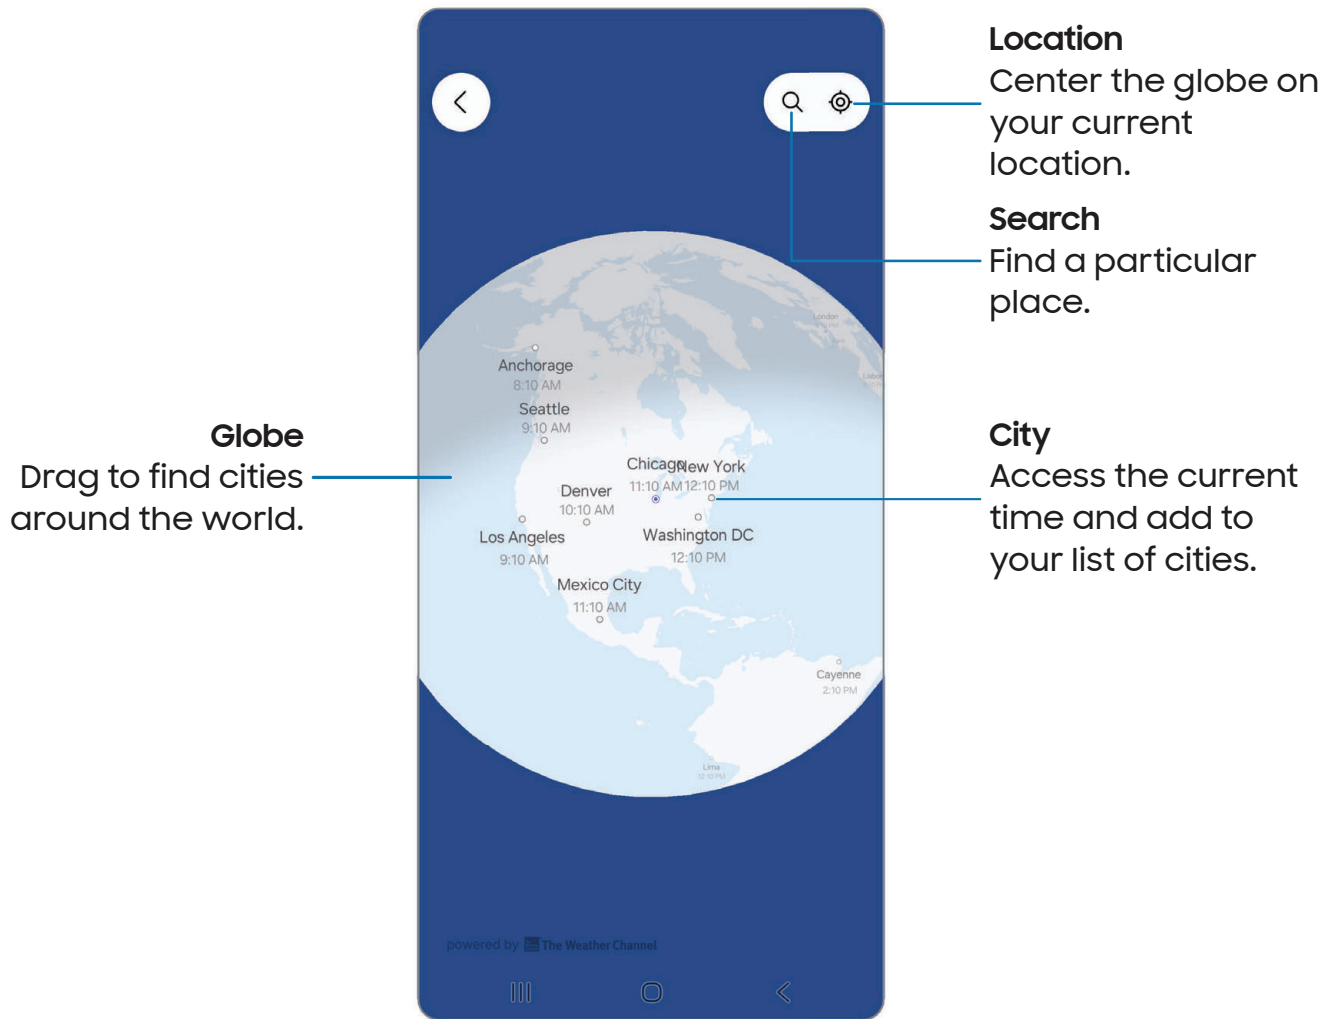 Location
Center the globe on
your current
location.
Search
Find a particular
place.
London
Anchorage
8:10 AM
Seattle
9:10 AM
Globe
Drag to find cities
around the world.
City
Access the current
time and add to
your list of cities.
Chicago
11:10 AM
New York
12:10 PM
Denver
10:10 AM
Los Angeles
9:10 AM
Washington DC
12:10 PM
Mexico City
11:10 AM
Cayenne
2:10 PM
Lima
12:10 PM
powered by The Weather Channel